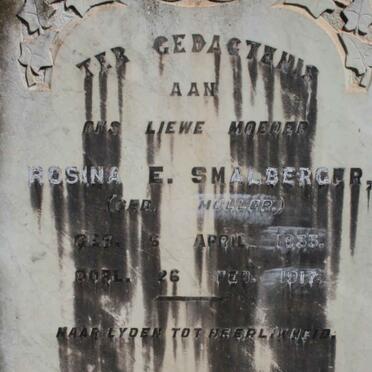 TER GEDACTENIS
AAN
ONS LIEWE MOEDER
ROSINA E. SMALBERGER,
(GEB. MULLER.)
GEB. 5 APRIL 1835.
OORL. 26 FEB. 1917.
NAAR LYDEN TOT HEERLIKHEID.